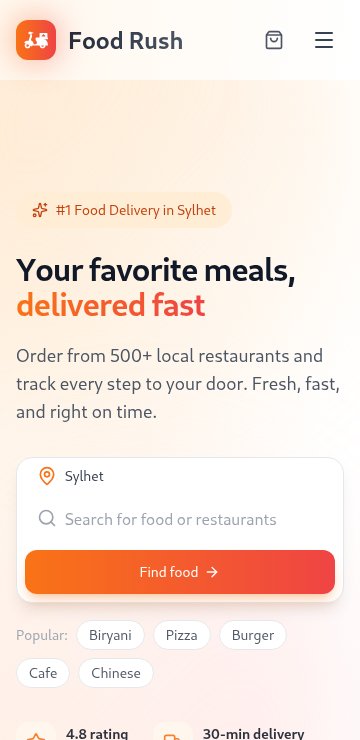 Food Rush
#1 Food Delivery in Sylhet
Your favorite meals,
delivered fast
Order from 500+ local restaurants and
track every step to your door. Fresh, fast,
and right on time.
Sylhet
Search for food or restaurants
Find food
Popular: Biryani Pizza Burger
Cafe Chinese
4.8 rating 30-min delivery